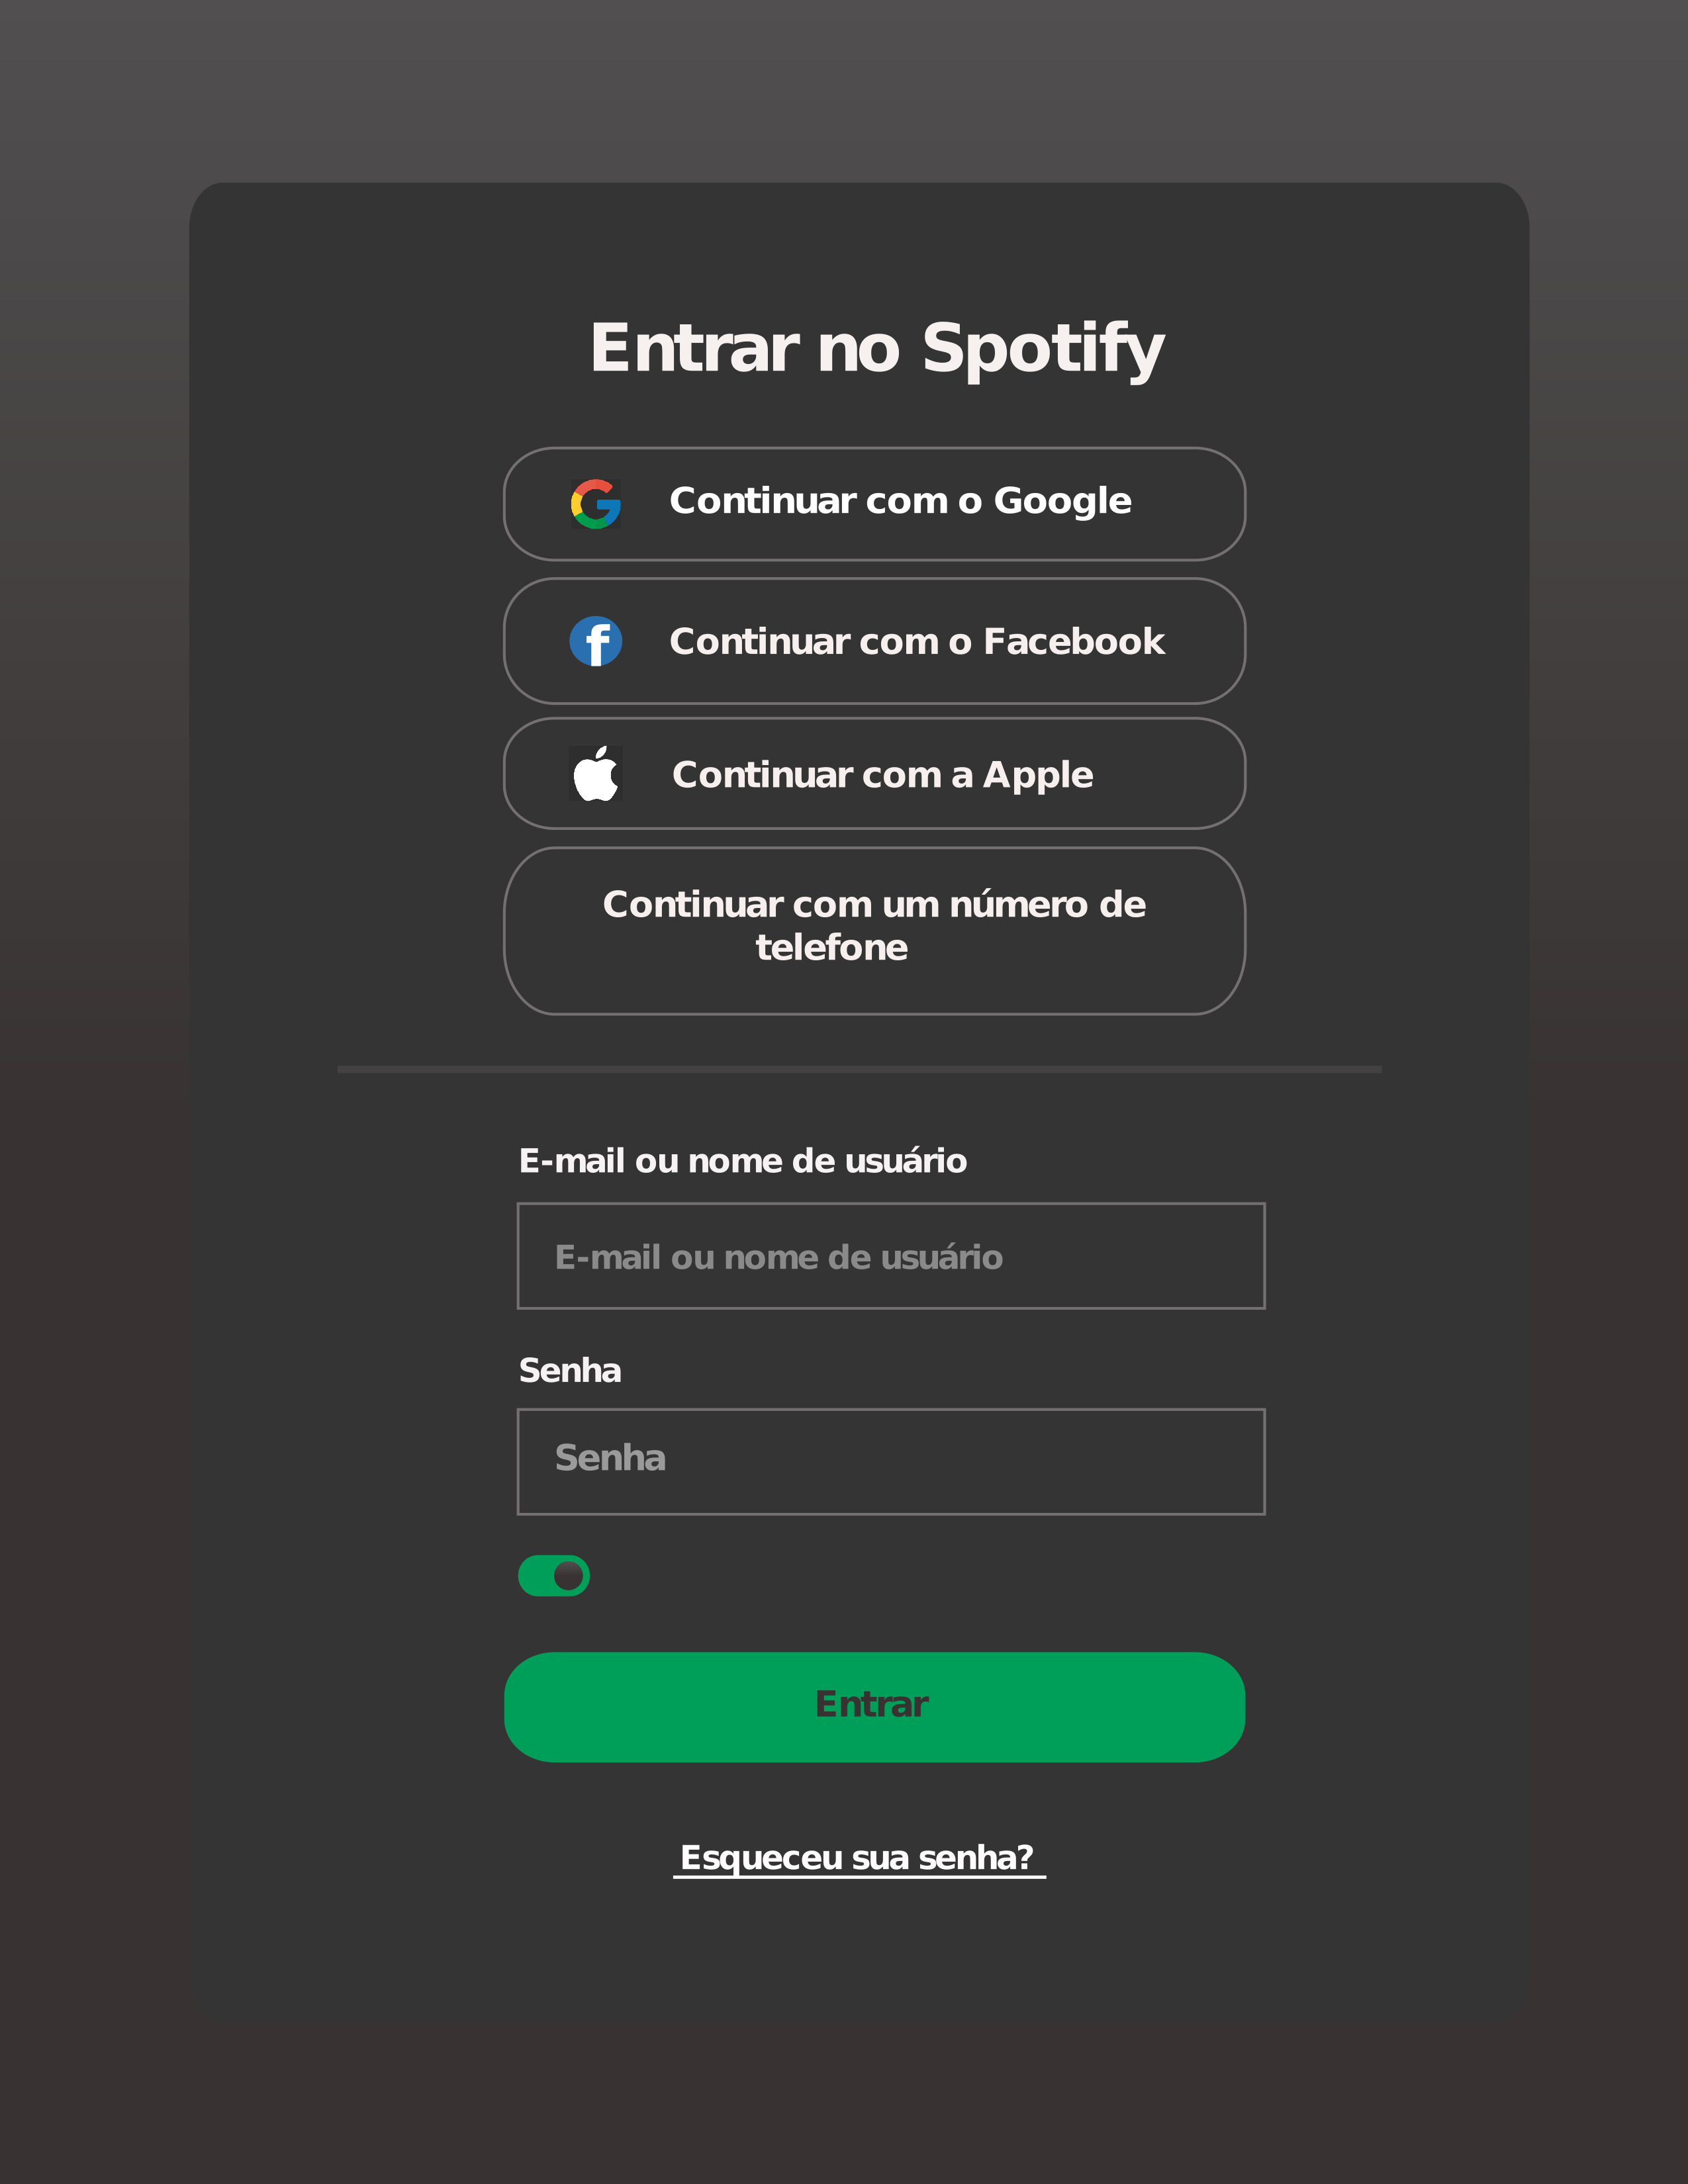 Entrar no Spotify
Continuar com o Google
Continuar com o Facebook
Continuar com a Apple
Continuar com um número de
telefone
E-mail ou nome de usuário
E-mail ou nome de usuário
Senha
Senha
Entrar
Esqueceu sua senha?